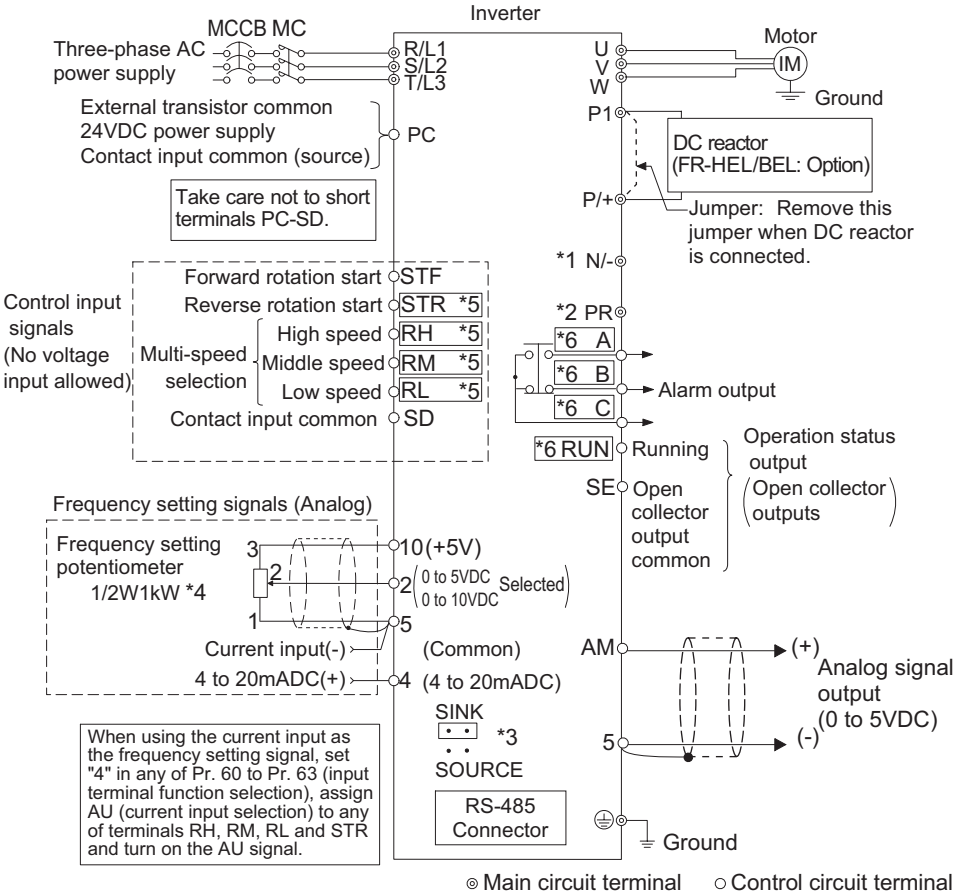 Inverter
MCCB MC
Three-phase AC
power supply
R/L1
S/L2
T/L3
U
V
W
Motor
IM
Ground
External transistor common
24VDC power supply
Contact input common (source)
PC
P1
DC reactor
(FR-HEL/BEL: Option)
P/+
Take care not to short
terminals PC-SD.
Jumper: Remove this
jumper when DC reactor
is connected.
*1 N/-
*2 PR
Control input
signals
(No voltage
input allowed)
Forward rotation start
STF
Reverse rotation start
STR *5
Multi-speed
selection
High speed
RH *5
Middle speed
RM *5
Low speed
RL *5
Contact input common
SD
*6 A
*6 B
*6 C
Alarm output
*6 RUN
Running
SE
Open
collector
output
common
Operation status
output
(Open collector
outputs)
Frequency setting signals (Analog)
Frequency setting
potentiometer
1/2W1kW *4
3
2
1
10(+5V)
2
(0 to 5VDC
0 to 10VDC
Selected)
5
(Common)
Current input(-)
4 to 20mADC(+)
4 (4 to 20mADC)
AM
(+)
Analog signal
output
(0 to 5VDC)
(-)
5
SINK
*3
SOURCE
When using the current input as
the frequency setting signal, set
"4" in any of Pr. 60 to Pr. 63 (input
terminal function selection), assign
AU (current input selection) to any
of terminals RH, RM, RL and STR
and turn on the AU signal.
RS-485
Connector
Ground
Main circuit terminal
Control circuit terminal